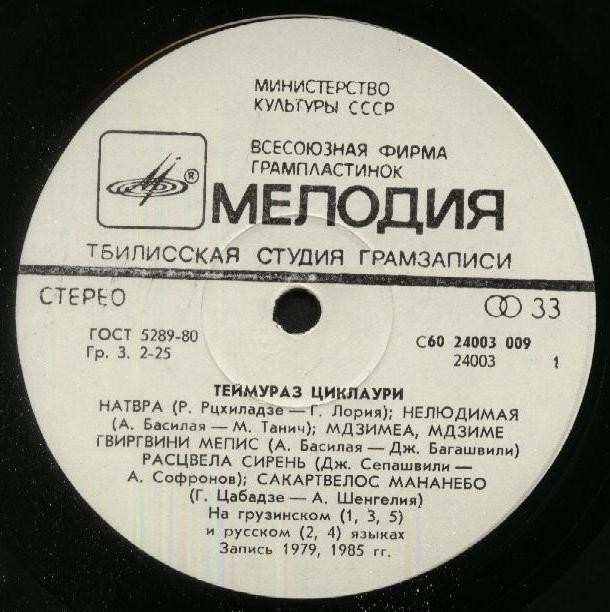 МИНИСТЕРСТВО
КУЛЬТУРЫ СССР
ВСЕСОЮЗНАЯ ФИРМА
ГРАМПЛАСТИНОК
®
МЕЛОДИЯ
ТБИЛИССКАЯ СТУДИЯ ГРАМЗАПИСИ
СТЕРЕО
33
ГОСТ 5289-80
Гр. 3. 2-25
С60 24003 009
24003 1
ТЕЙМУРАЗ ЦИКЛАУРИ
НАТВРА (Р. Рцхиладзе — Г. Лория); НЕЛЮДИМАЯ
(А. Басилая — М. Танич); МДЗИМЕА, МДЗИМЕ
ГВИРГВИНИ МЕПИС (А. Басилая — Дж. Багашвили)
РАСЦВЕЛА СИРЕНЬ (Дж. Сепашвили —
А. Софронов); САКАРТВЕЛОС МАНАНЕБО
(Г. Цабадзе — А. Шенгелия)
На грузинском (1, 3, 5)
и русском (2, 4) языках
Запись 1979, 1985 гг.